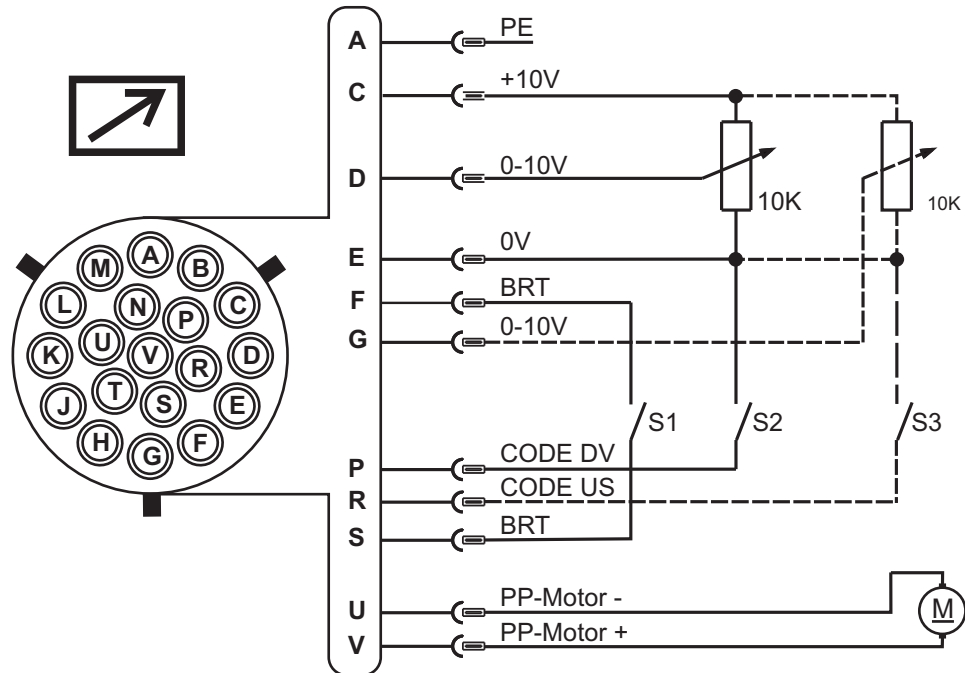 A PE
C +10V
D 0-10V 10K 10K
E 0V
F BRT
G 0-10V
S1 S2 S3
P CODE DV
R CODE US
S BRT
U PP-Motor - M
V PP-Motor +
A
M B
L N P C
K U V R D
J T S E
H G F